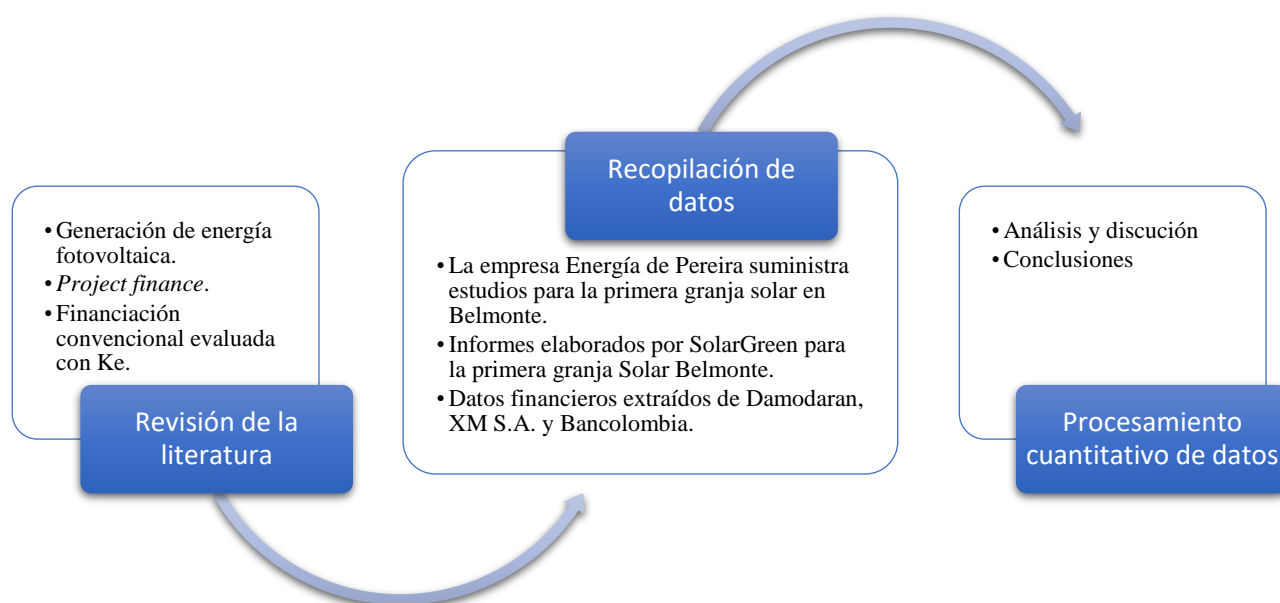 • Generación de energía
fotovoltaica.
• Project finance.
• Financiación
convencional evaluada
con Ke.
Revisión de la
literatura
Recopilación de
datos
• La empresa Energía de Pereira suministra
estudios para la primera granja solar en
Belmonte.
• Informes elaborados por SolarGreen para
la primera granja Solar Belmonte.
• Datos financieros extraídos de Damodaran,
XM S.A. y Bancolombia.
• Análisis y discución
• Conclusiones
Procesamiento
cuantitativo de datos